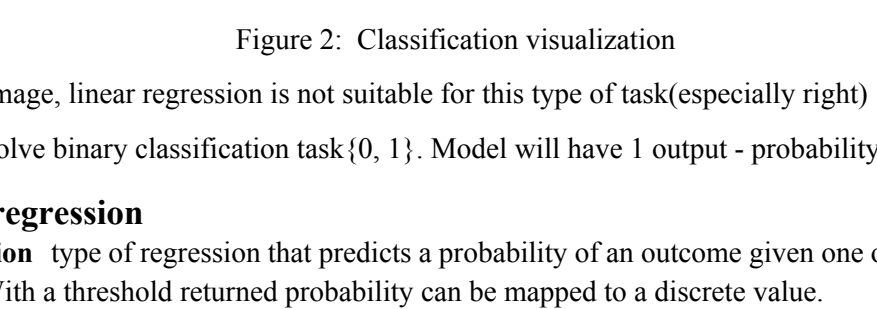 Figure 2: Classification visualization
mage, linear regression is not suitable for this type of task(especially right)
olve binary classification task{0, 1}. Model will have 1 output - probability
regression
ion type of regression that predicts a probability of an outcome given one o
With a threshold returned probability can be mapped to a discrete value.